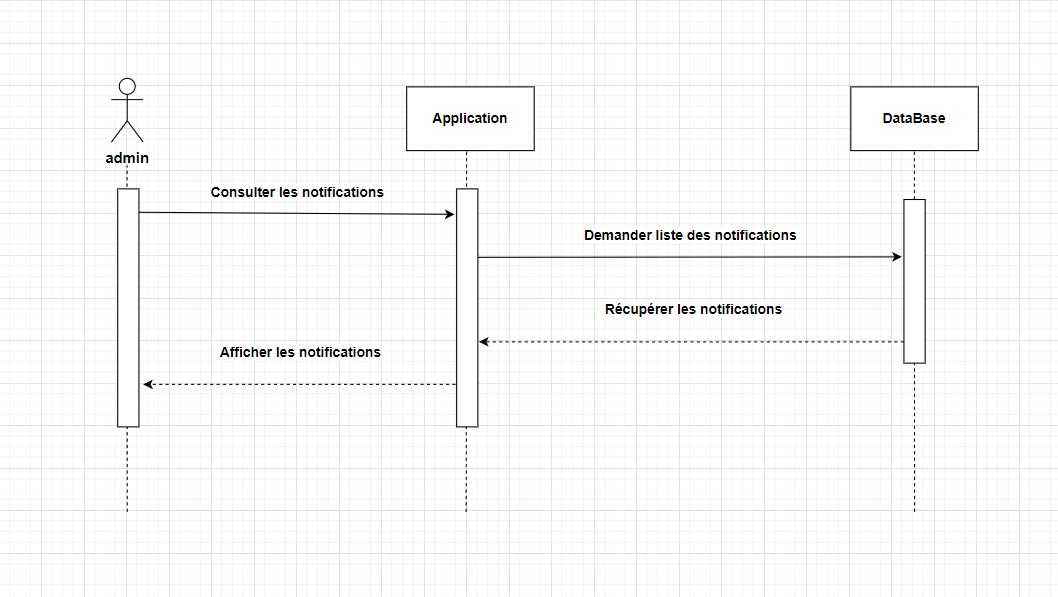 admin
Application
DataBase
Consulter les notifications
Demander liste des notifications
Récupérer les notifications
Afficher les notifications